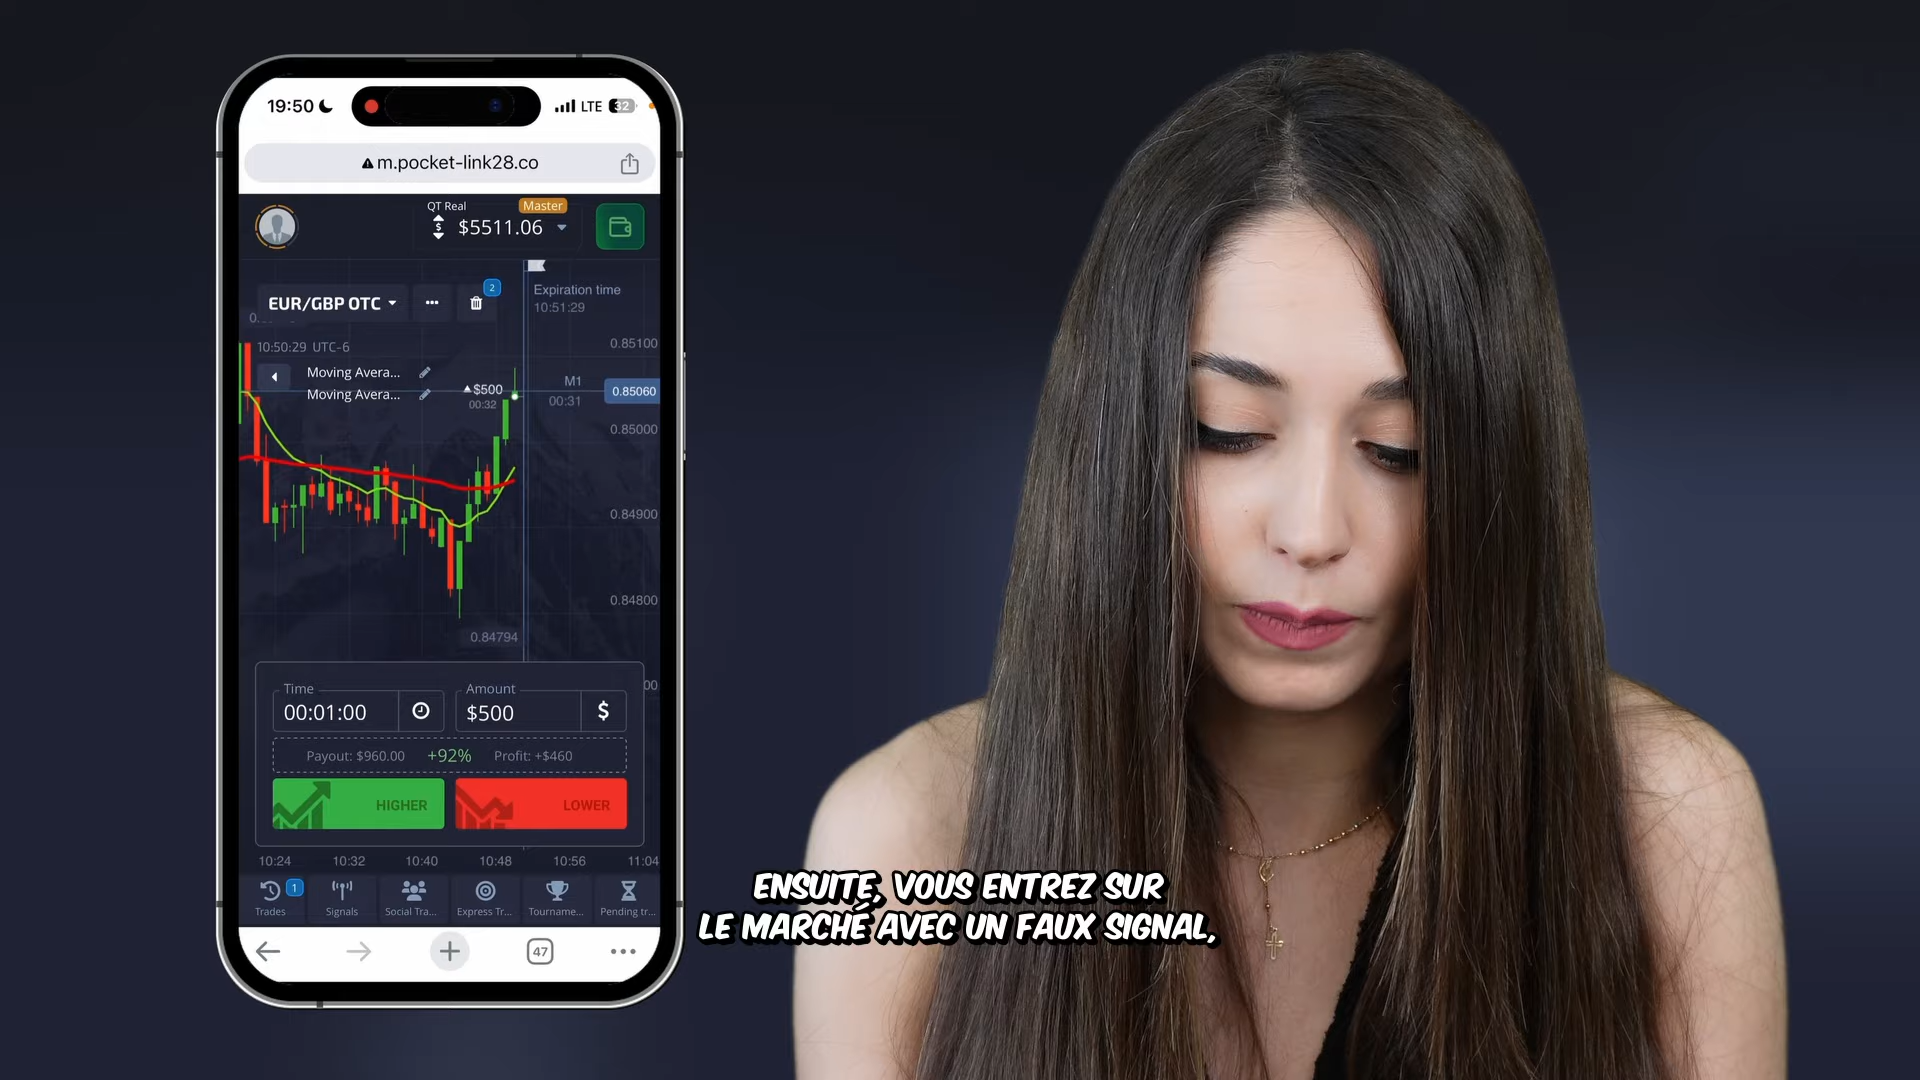 19:50
LTE 32
m.pocket-link28.co
QT Real
Master
$
$5511.06
2
EUR/GBP OTC
Expiration time
10:51:29
10:50:29 UTC-6
0.85100
Moving Avera...
Moving Avera...
$500
00:32
M1
00:31
0.85060
0.85000
0.84900
0.84800
0.84794
00
Time
00:01:00
Amount
$500
$
Payout: $960.00
+92%
Profit: +$460
HIGHER
LOWER
10:24
10:32
10:40
10:48
10:56
11:04
1
Trades
Signals
Social Tra...
Express Tr...
Tourname...
Pending tr...
47
ENSUITE, VOUS ENTREZ SUR
LE MARCHÉ AVEC UN FAUX SIGNAL,